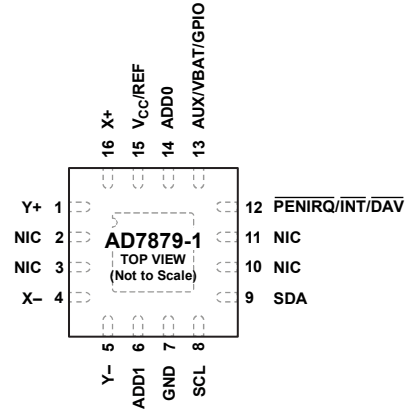 16 X+
15 V_CC/REF
14 ADD0
13 AUX/VBAT/GPIO
Y+ 1
NIC 2
NIC 3
X– 4
AD7879-1
TOP VIEW
(Not to Scale)
12 PENIRQ/INT/DAV
11 NIC
10 NIC
9 SDA
Y– 5
ADD1 6
GND 7
SCL 8